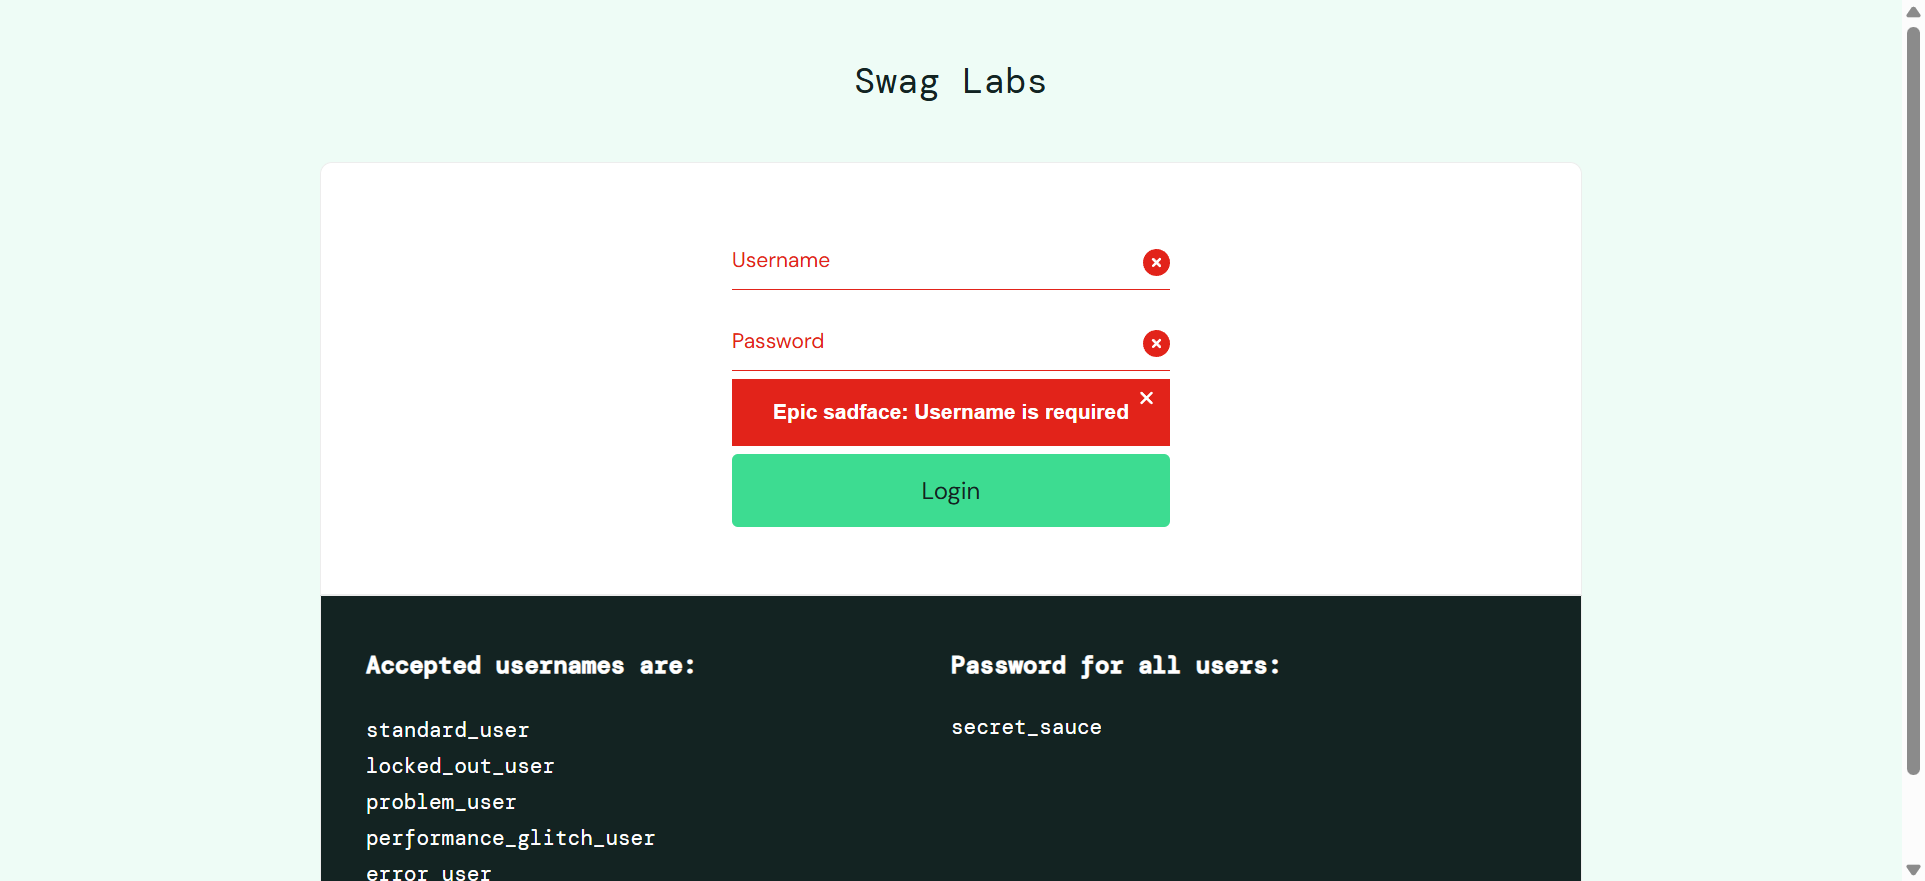 Swag Labs
Username
Password
Epic sadface: Username is required
Login
Accepted usernames are:
standard_user
locked_out_user
problem_user
performance_glitch_user
error_user
Password for all users:
secret_sauce